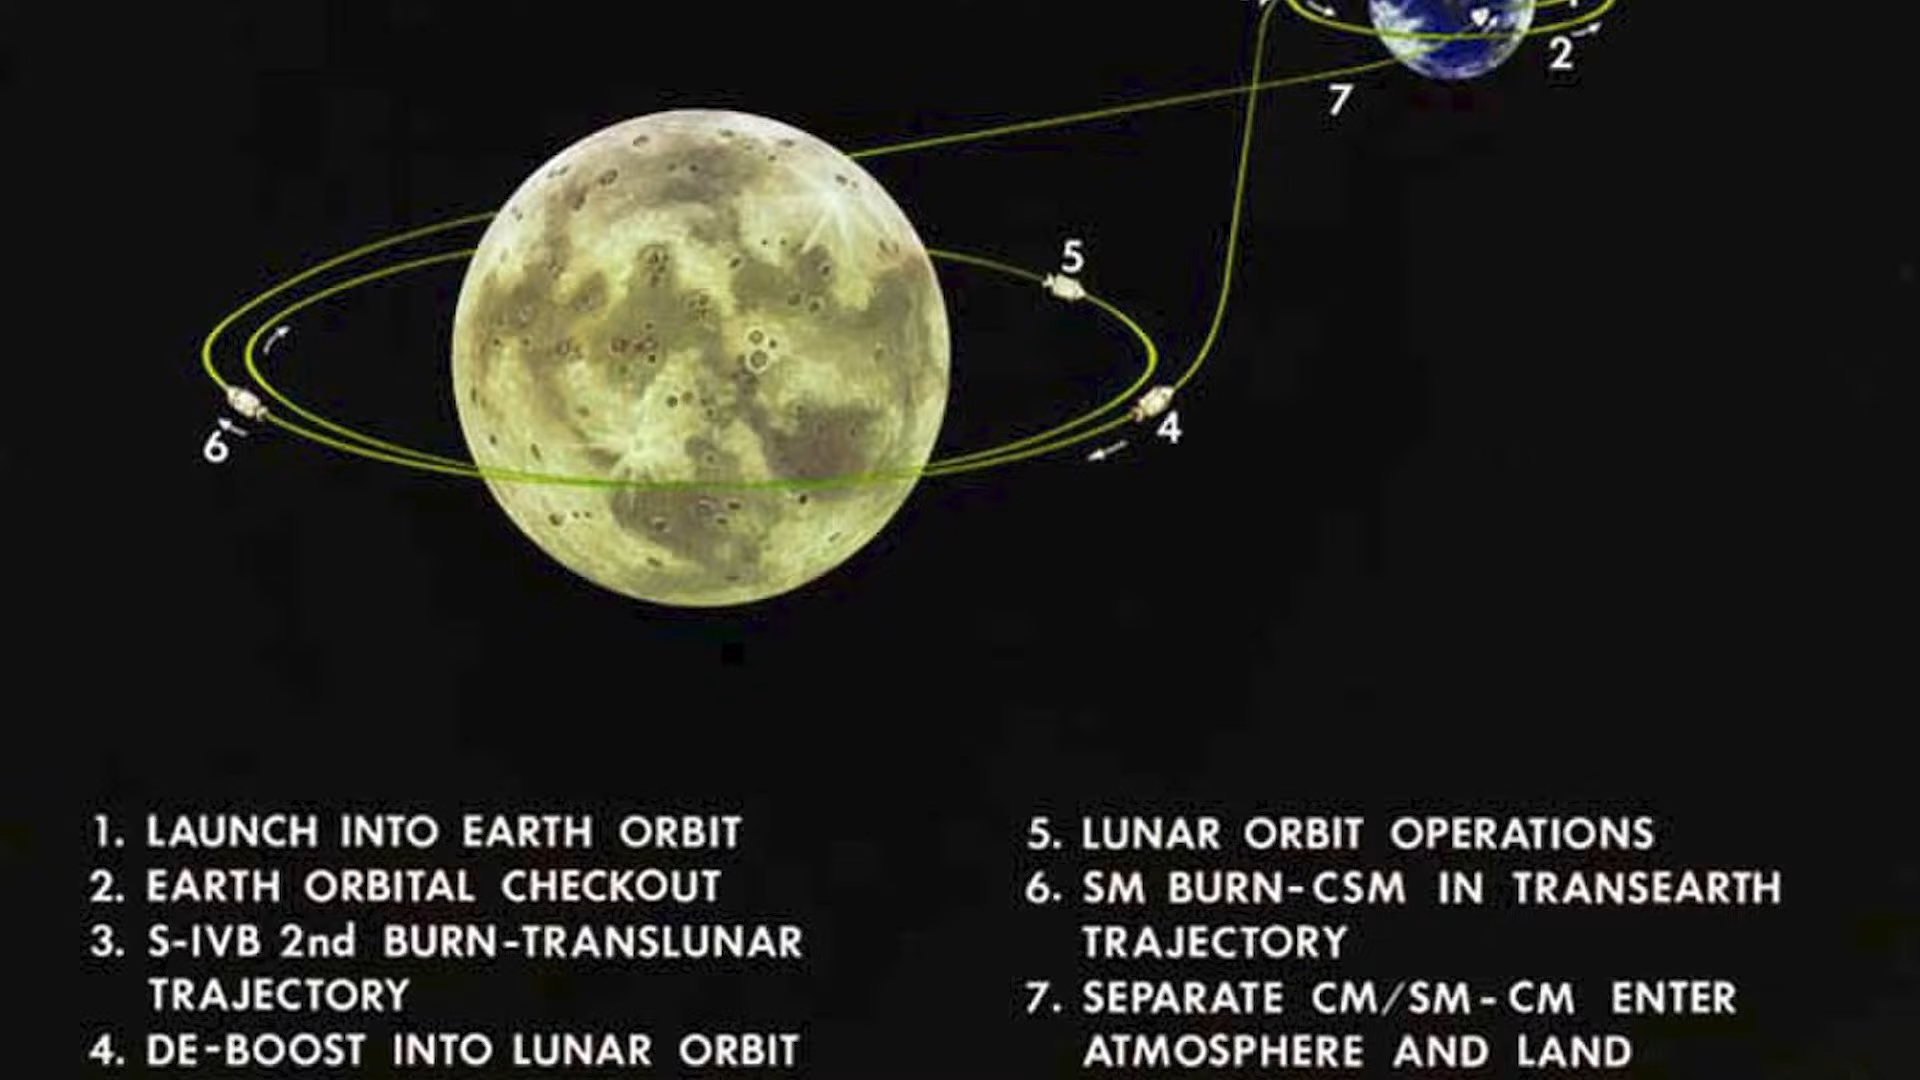 2
7
5
4
6
1. LAUNCH INTO EARTH ORBIT
2. EARTH ORBITAL CHECKOUT
3. S-IVB 2nd BURN-TRANSLUNAR
TRAJECTORY
4. DE-BOOST INTO LUNAR ORBIT
5. LUNAR ORBIT OPERATIONS
6. SM BURN-CSM IN TRANSEARTH
TRAJECTORY
7. SEPARATE CM/SM-CM ENTER
ATMOSPHERE AND LAND